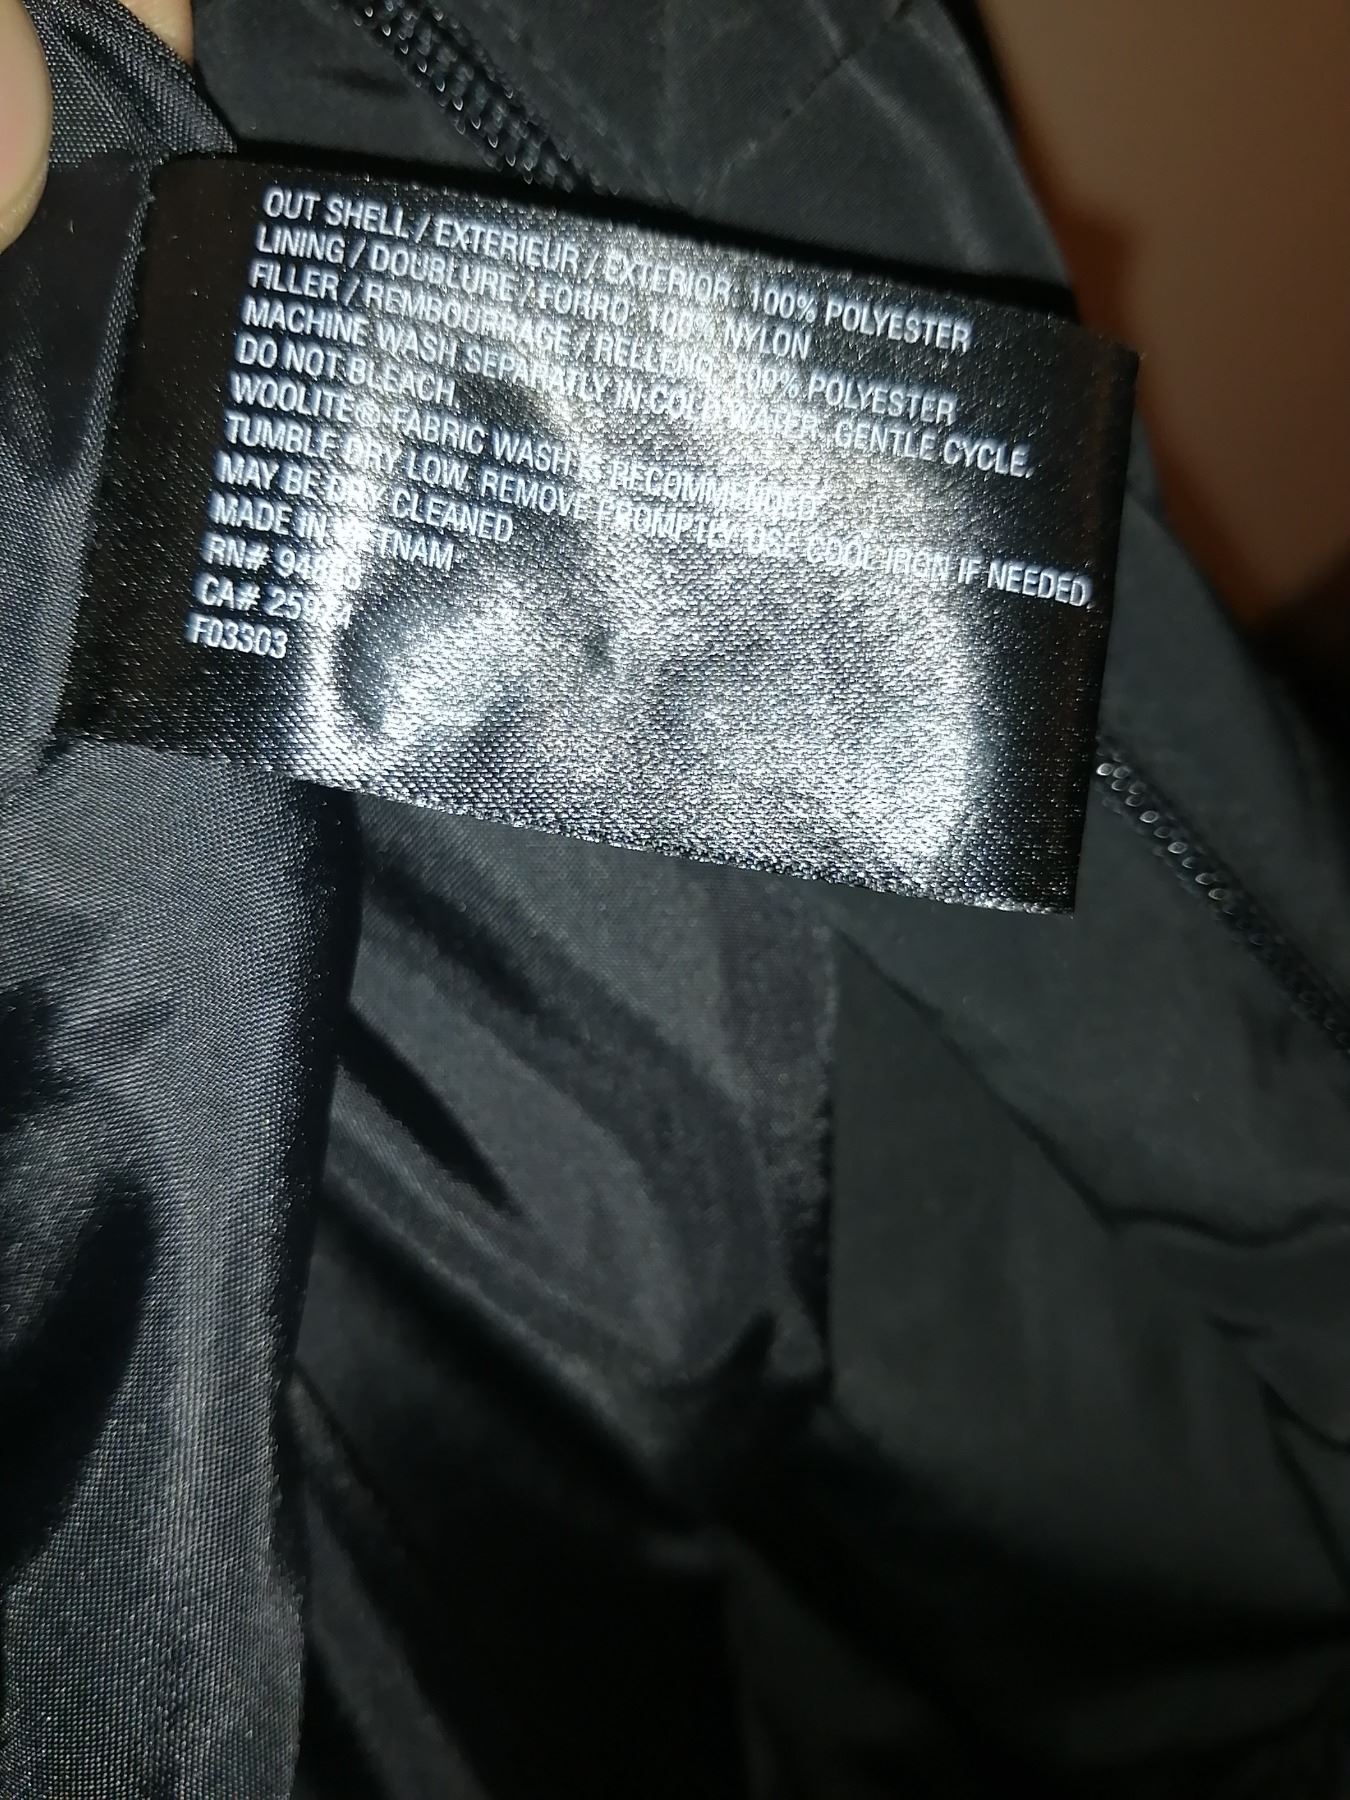 OUT SHELL / EXTERIEUR / EXTERIOR: 100% POLYESTER
LINING / DOUBLURE / FORRO: 100% NYLON
FILLER / REMBOURRAGE / RELLENO: 100% POLYESTER
MACHINE WASH SEPARATLY IN COLD WATER, GENTLE CYCLE.
DO NOT BLEACH
WOOLITE® FABRIC WASH IS RECOMMENDED
TUMBLE DRY LOW. REMOVE PROMPTLY. USE COOL IRON IF NEEDED.
MAY BE DRY CLEANED
MADE IN VIETNAM
RN#
CA#
F03S03